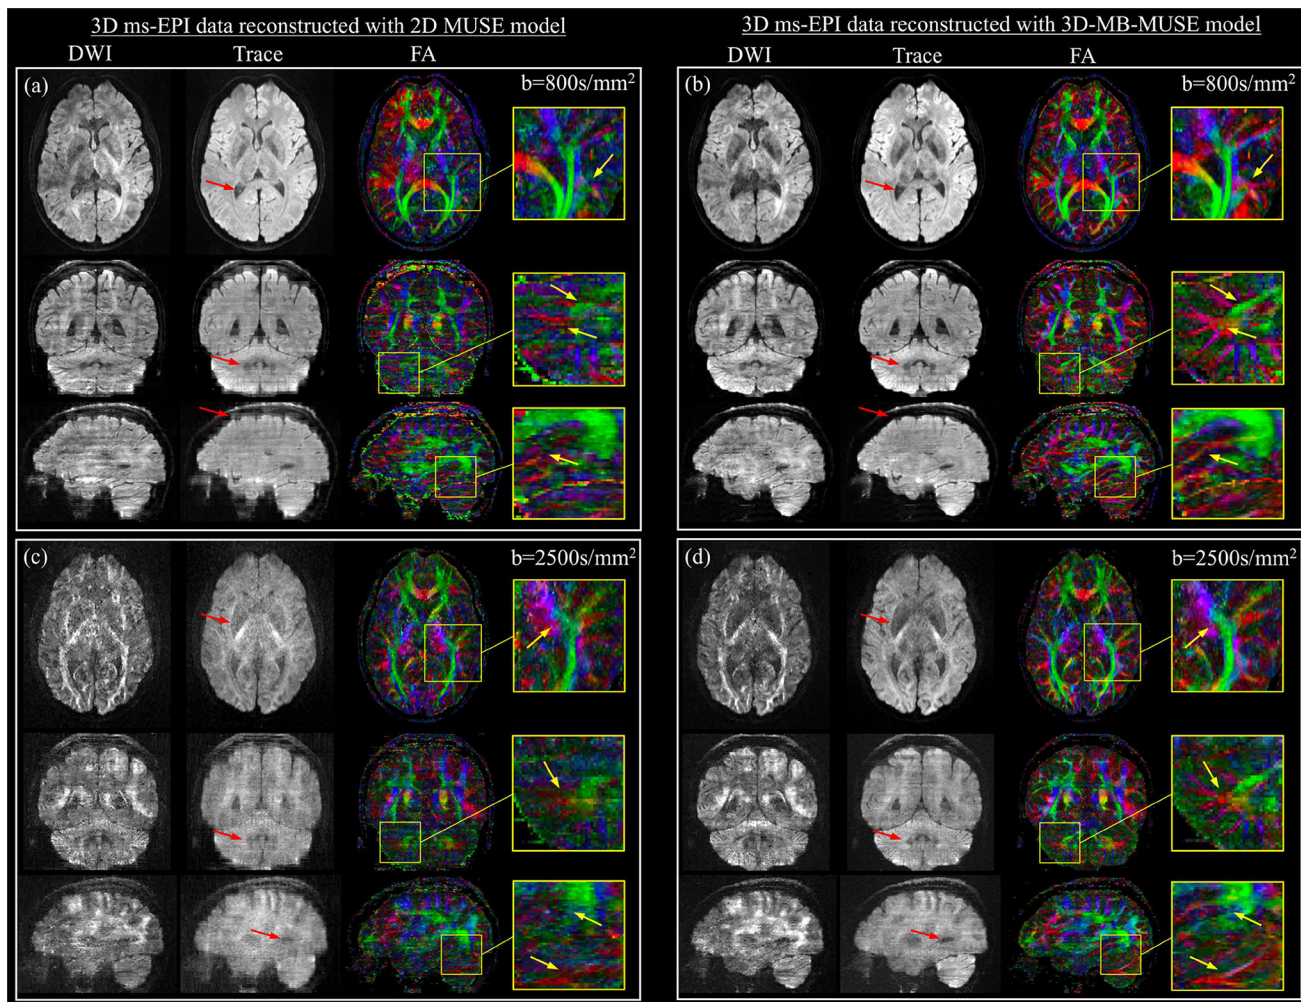 3D ms-EPI data reconstructed with 2D MUSE model
DWI Trace FA
(a) b=800s/mm²
(c) b=2500s/mm²
3D ms-EPI data reconstructed with 3D-MB-MUSE model
DWI Trace FA
(b) b=800s/mm²
(d) b=2500s/mm²